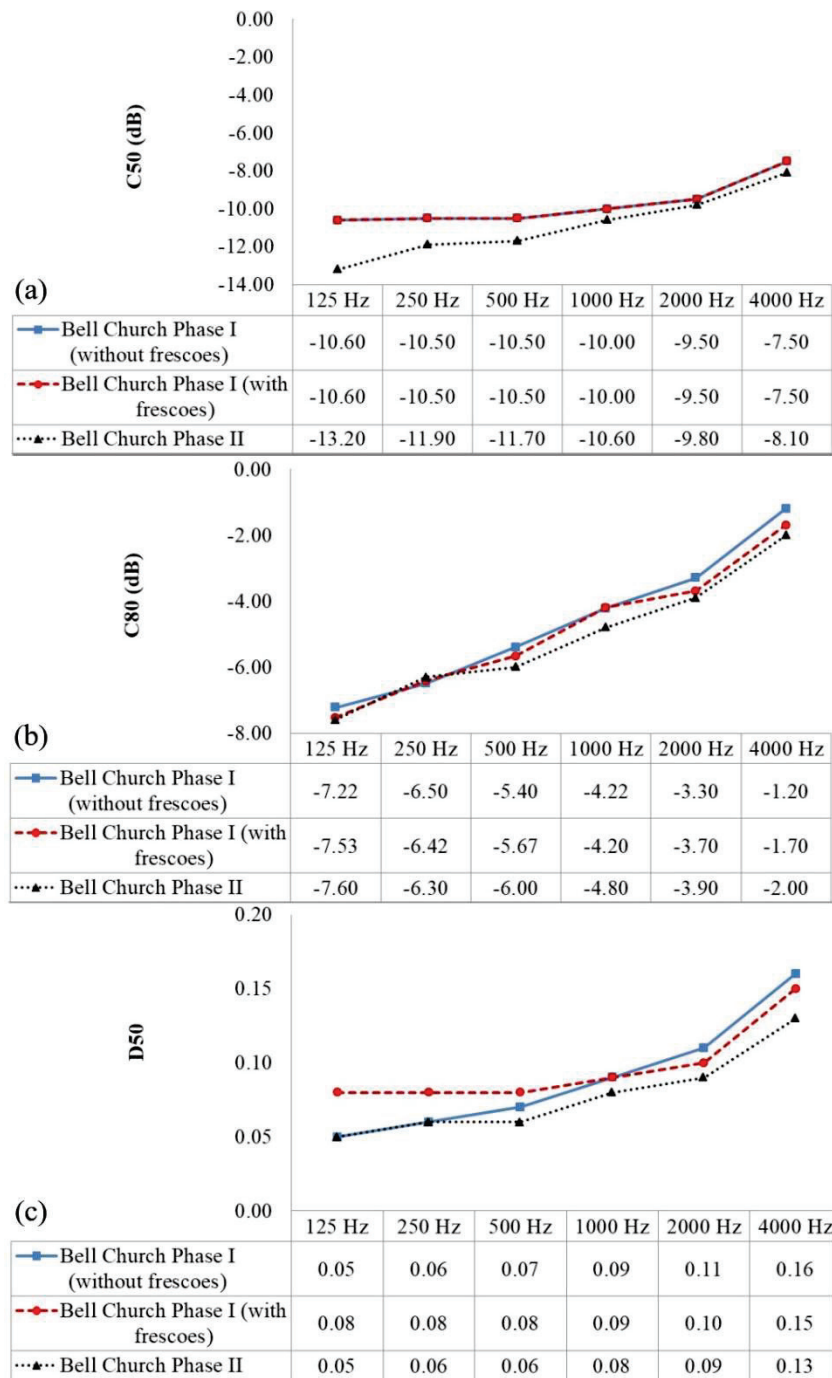 0.00
-2.00
-4.00
-6.00
-8.00
-10.00
-12.00
-14.00
C50 (dB)
(a)
125 Hz 250 Hz 500 Hz 1000 Hz 2000 Hz 4000 Hz
Bell Church Phase I
(without frescoes)
-10.60 -10.50 -10.50 -10.00 -9.50 -7.50
Bell Church Phase I (with
frescoes)
-10.60 -10.50 -10.50 -10.00 -9.50 -7.50
Bell Church Phase II -13.20 -11.90 -11.70 -10.60 -9.80 -8.10
0.00
-2.00
-4.00
-6.00
-8.00
C80 (dB)
(b)
125 Hz 250 Hz 500 Hz 1000 Hz 2000 Hz 4000 Hz
Bell Church Phase I
(without frescoes)
-7.22 -6.50 -5.40 -4.22 -3.30 -1.20
Bell Church Phase I (with
frescoes)
-7.53 -6.42 -5.67 -4.20 -3.70 -1.70
Bell Church Phase II -7.60 -6.30 -6.00 -4.80 -3.90 -2.00
0.20
0.15
0.10
0.05
0.00
D50
(c)
125 Hz 250 Hz 500 Hz 1000 Hz 2000 Hz 4000 Hz
Bell Church Phase I
(without frescoes)
0.05 0.06 0.07 0.09 0.11 0.16
Bell Church Phase I (with
frescoes)
0.08 0.08 0.08 0.09 0.10 0.15
Bell Church Phase II 0.05 0.06 0.06 0.08 0.09 0.13